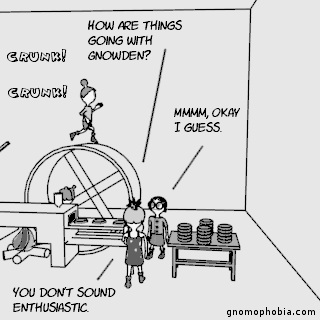 HOW ARE THINGS
GOING WITH
GNOWDEN?
CRUNK!
CRUNK!
MMMM, OKAY
I GUESS.
YOU DON'T SOUND
ENTHUSIASTIC.
gnomophobia.com